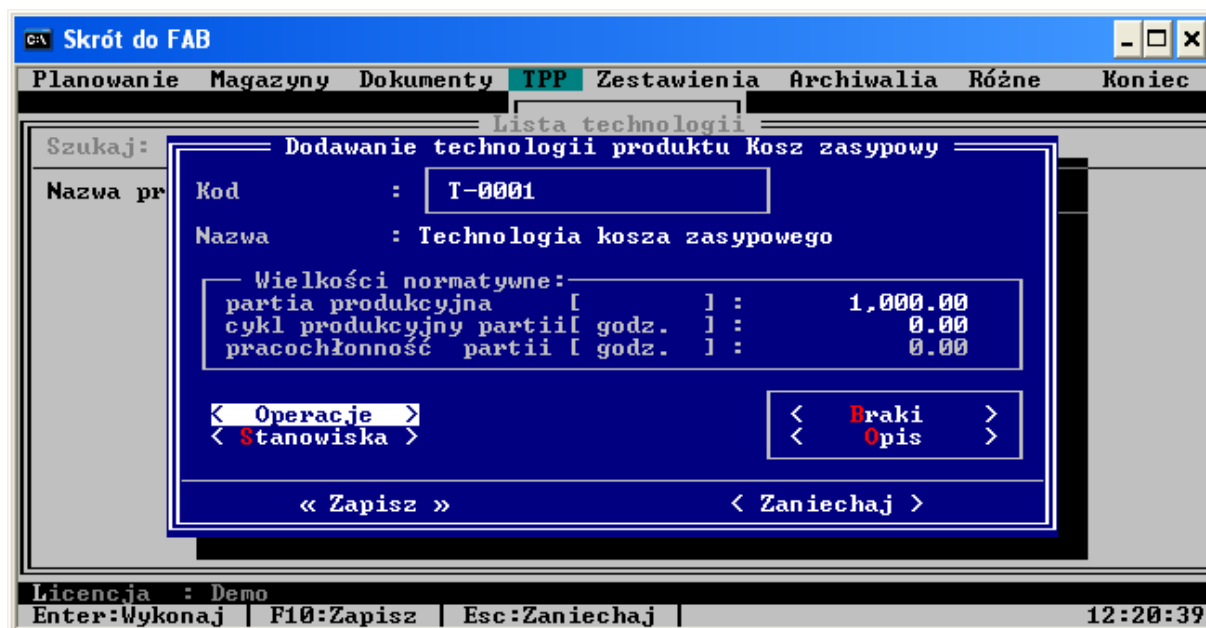 Skrót do FAB
Planowanie Magazyny Dokumenty TPP Zestawienia Archiwalia Różne Koniec
Lista technologii
Szukaj:
Dodawanie technologii produktu Kosz zasypowy
Nazwa pr
Kod : T-0001
Nazwa : Technologia kosza zasypowego
Wielkości normatywne:
partia produkcyjna [ ] : 1,000.00
cykl produkcyjny partii[ godz. ] : 0.00
pracochłonność partii [ godz. ] : 0.00
< Operacje > < Braki >
< Stanowiska > < Opis >
« Zapisz » < Zaniechaj >
Licencja : Demo
Enter:Wykonaj | F10:Zapisz | Esc:Zaniechaj | 12:20:39